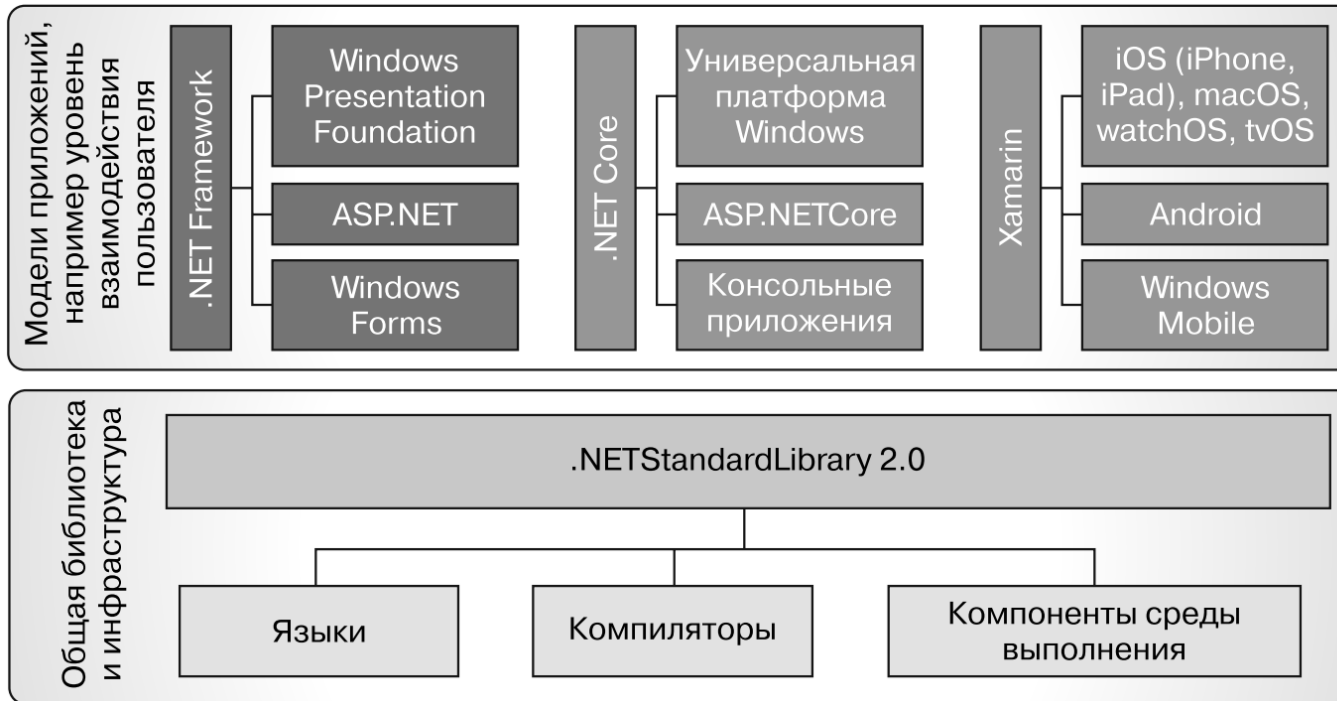 Модели приложений,
например уровень
взаимодействия
пользователя
.NET Framework
Windows
Presentation
Foundation
ASP.NET
Windows
Forms
.NET Core
Универсальная
платформа
Windows
ASP.NETCore
Консольные
приложения
Xamarin
iOS (iPhone,
iPad), macOS,
watchOS, tvOS
Android
Windows
Mobile
Общая библиотека
и инфраструктура
.NETStandardLibrary 2.0
Языки
Компиляторы
Компоненты среды
выполнения